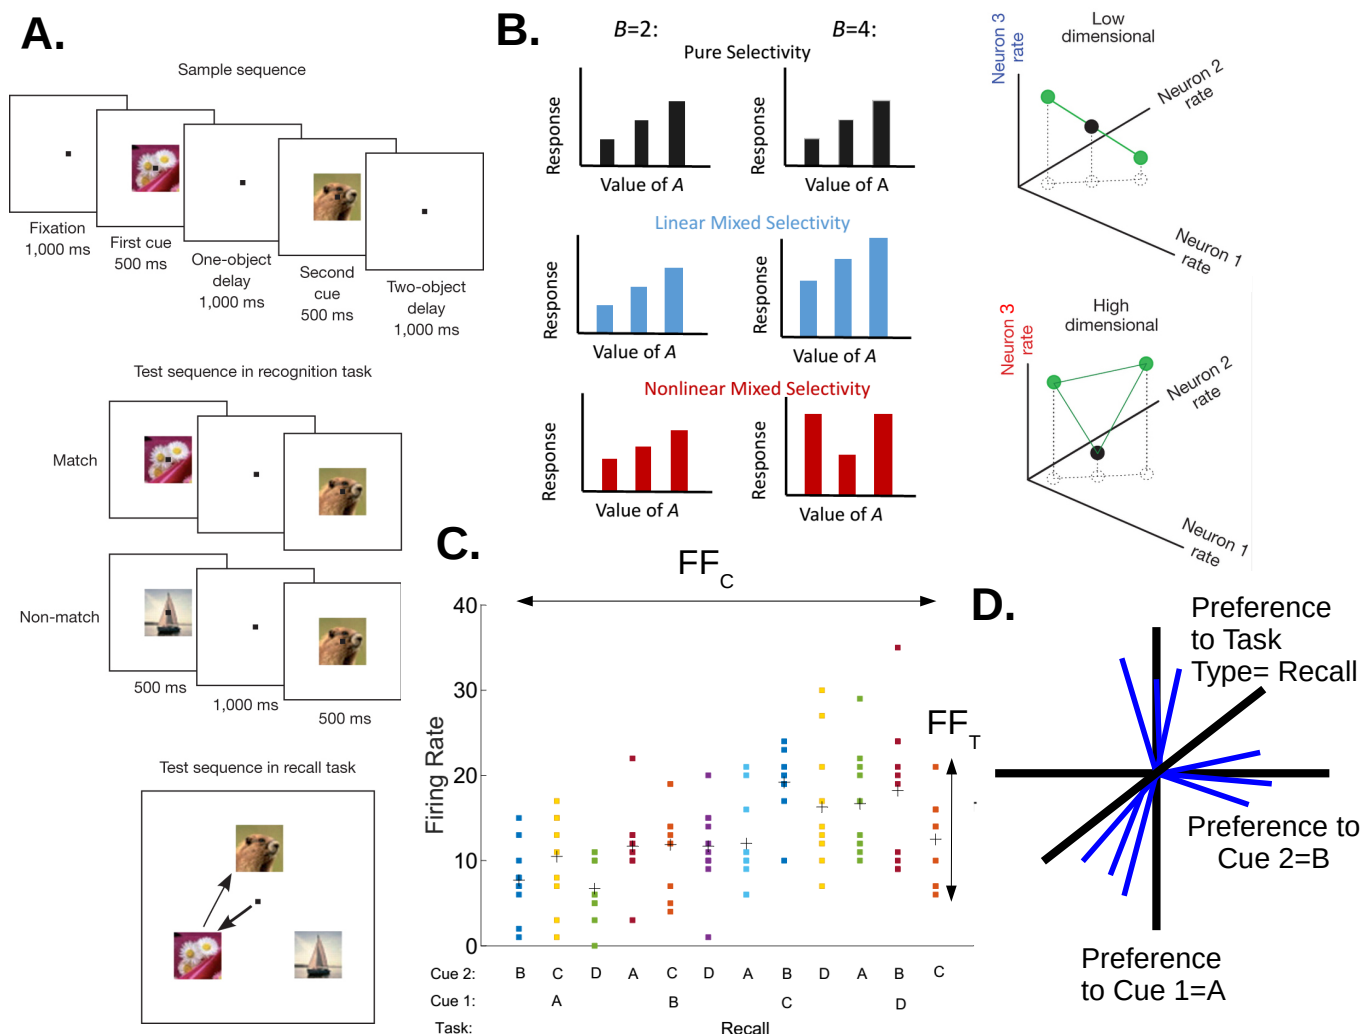 A.
Sample sequence
Fixation
1,000 ms
First cue
500 ms
One-object
delay
1,000 ms
Second
cue
500 ms
Two-object
delay
1,000 ms
Test sequence in recognition task
Match
Non-match
500 ms
1,000 ms
500 ms
Test sequence in recall task
B.
B=2:
B=4:
Pure Selectivity
Response
Value of A
Response
Value of A
Linear Mixed Selectivity
Response
Value of A
Response
Value of A
Nonlinear Mixed Selectivity
Response
Value of A
Response
Value of A
Low
dimensional
Neuron 3
rate
Neuron 2
rate
Neuron 1
rate
High
dimensional
Neuron 3
rate
Neuron 2
rate
Neuron 1
rate
C.
FFC
FFT
Firing Rate
40
30
20
10
0
Cue 2: B C D A C D A B D A B C
Cue 1: A B C D
Task: Recall
D.
Preference
to Task
Type= Recall
Preference to
Cue 2=B
Preference
to Cue 1=A